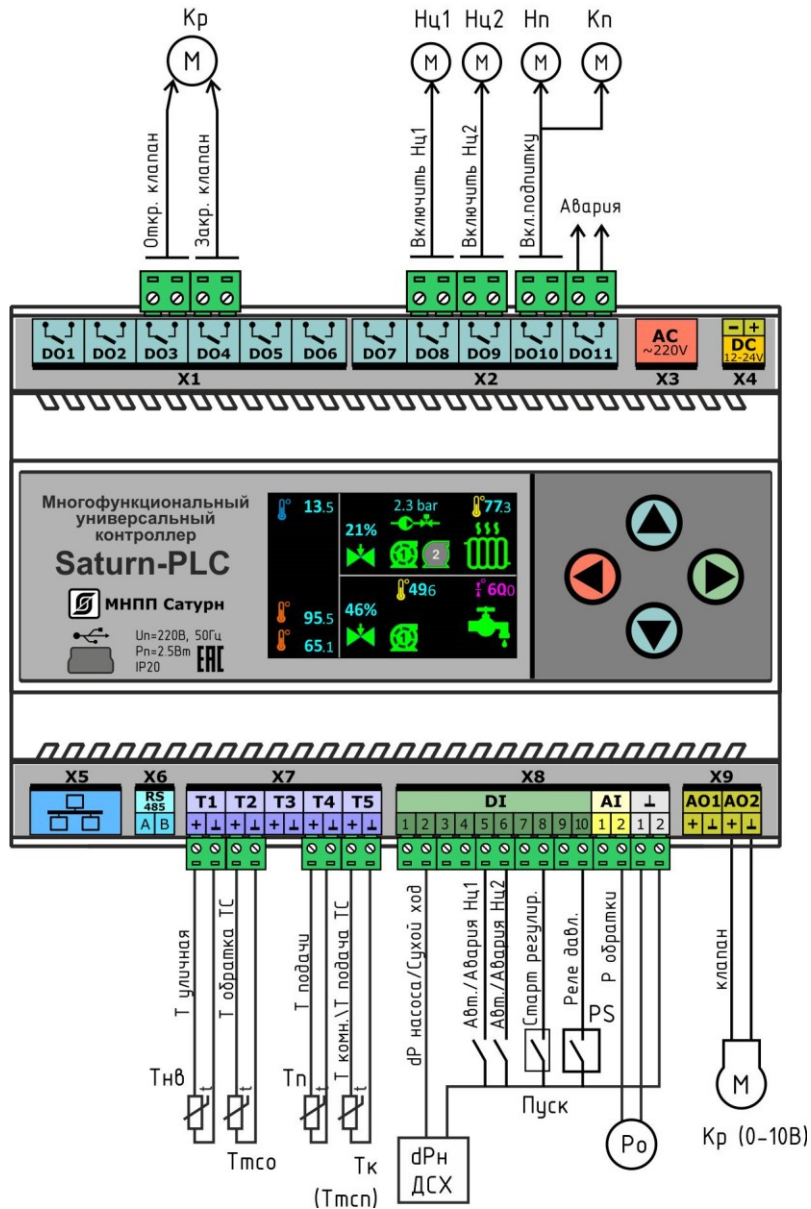 Кр
Нц1 Нц2 Нп Кп
М
М М М М
Откр. клапан
Закр. клапан
Включить Нц1
Включить Нц2
Вкл.подпитку
Авария
DO1 DO2 DO3 DO4 DO5 DO6 DO7 DO8 DO9 DO10 DO11
AC
~220V
− +
DC
12-24V
X1 X2 X3 X4
Многофункциональный
универсальный
контроллер
Saturn-PLC
МНПП Сатурн
Uп=220В, 50Гц
Рп=2.5Вт
IP20
EAC
13.5
95.5
65.1
2.3 bar
77.3
21%
1 2
49.6
60.0
46%
1
X5 X6 X7 X8 X9
RS
485
A B
T1 T2 T3 T4 T5
+ ⊥ + ⊥ + ⊥ + ⊥ + ⊥
DI AI ⊥
1 2 3 4 5 6 7 8 9 10 1 2 1 2
AO1 AO2
+ ⊥ + ⊥
Т уличная
Т обратка ТС
Т подачи
Т комн.\Т подача ТС
dP насоса/Сухой ход
Авт./Авария Нц1
Авт./Авария Нц2
Старт регулир.
Реле давл.
Р обратки
клапан
PS
Тнв
t
t
Тп
t
t
Пуск
М
Ттсо
Тк
(Ттсп)
dPн
ДСХ
Ро
Кр (0-10В)